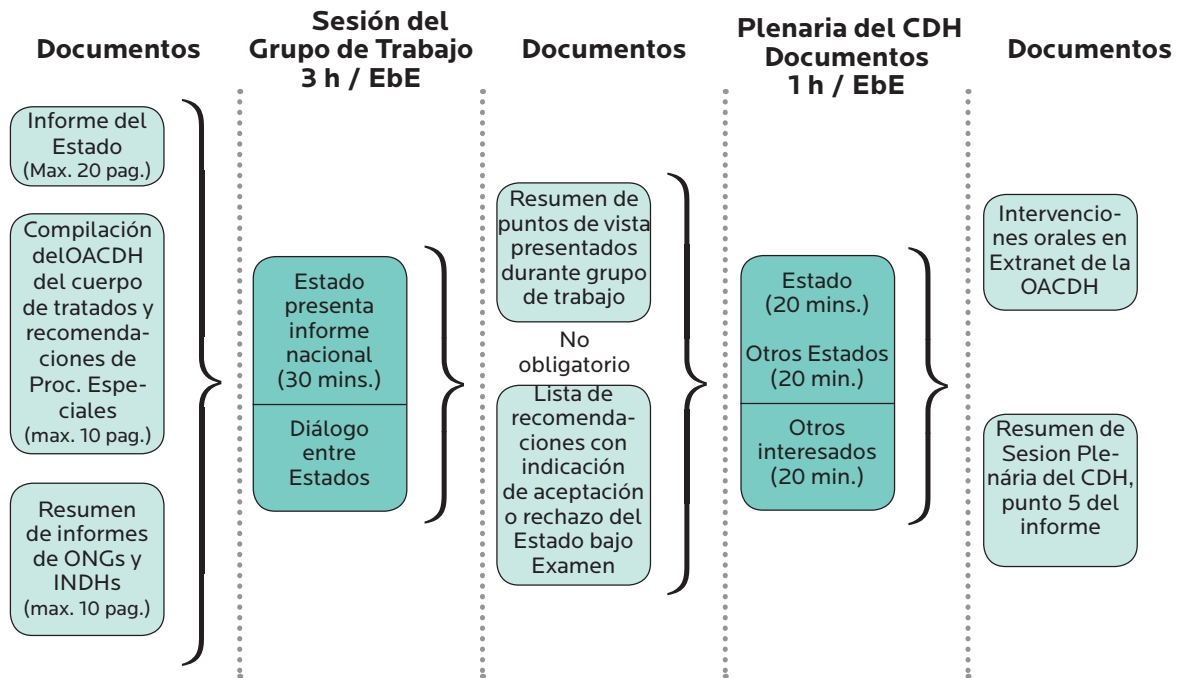 Documentos
Informe del
Estado
(Max. 20 pag.)
Compilación
delOACDH
del cuerpo
de tratados y
recomenda-
ciones de
Proc. Espe-
ciales
(max. 10 pag.)
Resumen
de informes
de ONGs y
INDHs
(max. 10 pag.)
Sesión del
Grupo de Trabajo
3 h / EbE
Estado
presenta
informe
nacional
(30 mins.)
Diálogo
entre
Estados
Documentos
Resumen de
puntos de vista
presentados
durante grupo
de trabajo
No
obligatorio
Lista de
recomenda-
ciones con
indicación
de aceptación
o rechazo del
Estado bajo
Examen
Plenaria del CDH
Documentos
1 h / EbE
Estado
(20 mins.)
Otros Estados
(20 min.)
Otros
interesados
(20 min.)
Documentos
Intervencio-
nes orales en
Extranet de la
OACDH
Resumen de
Sesion Ple-
nária del CDH,
punto 5 del
informe